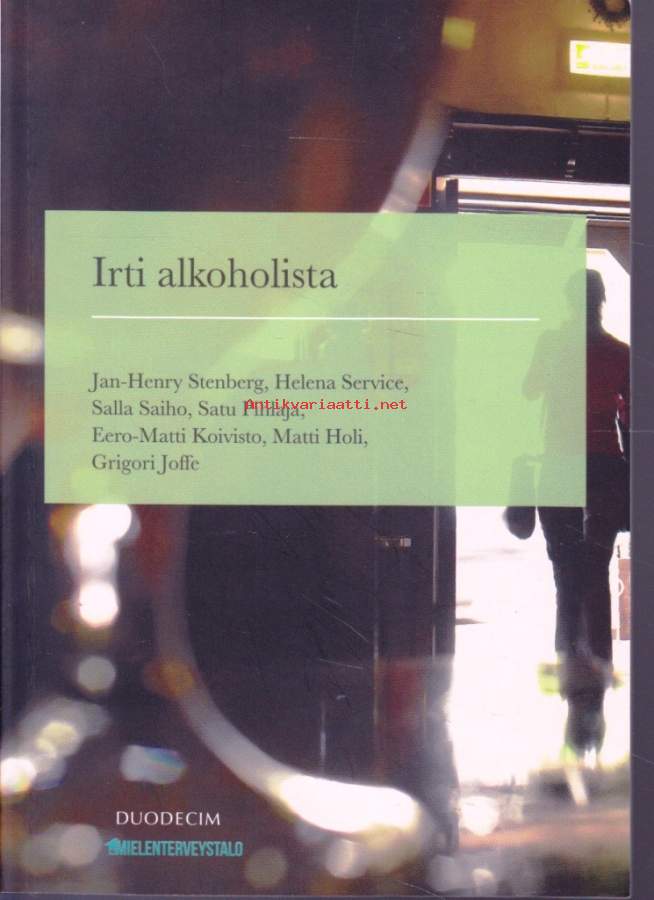 Irti alkoholista
Jan-Henry Stenberg, Helena Service,
Salla Saiho, Satu Pihlaja,
Antikvariaatti.net
Eero-Matti Koivisto, Matti Holi,
Grigori Joffe
DUODECIM
MIELENTERVEYSTALO